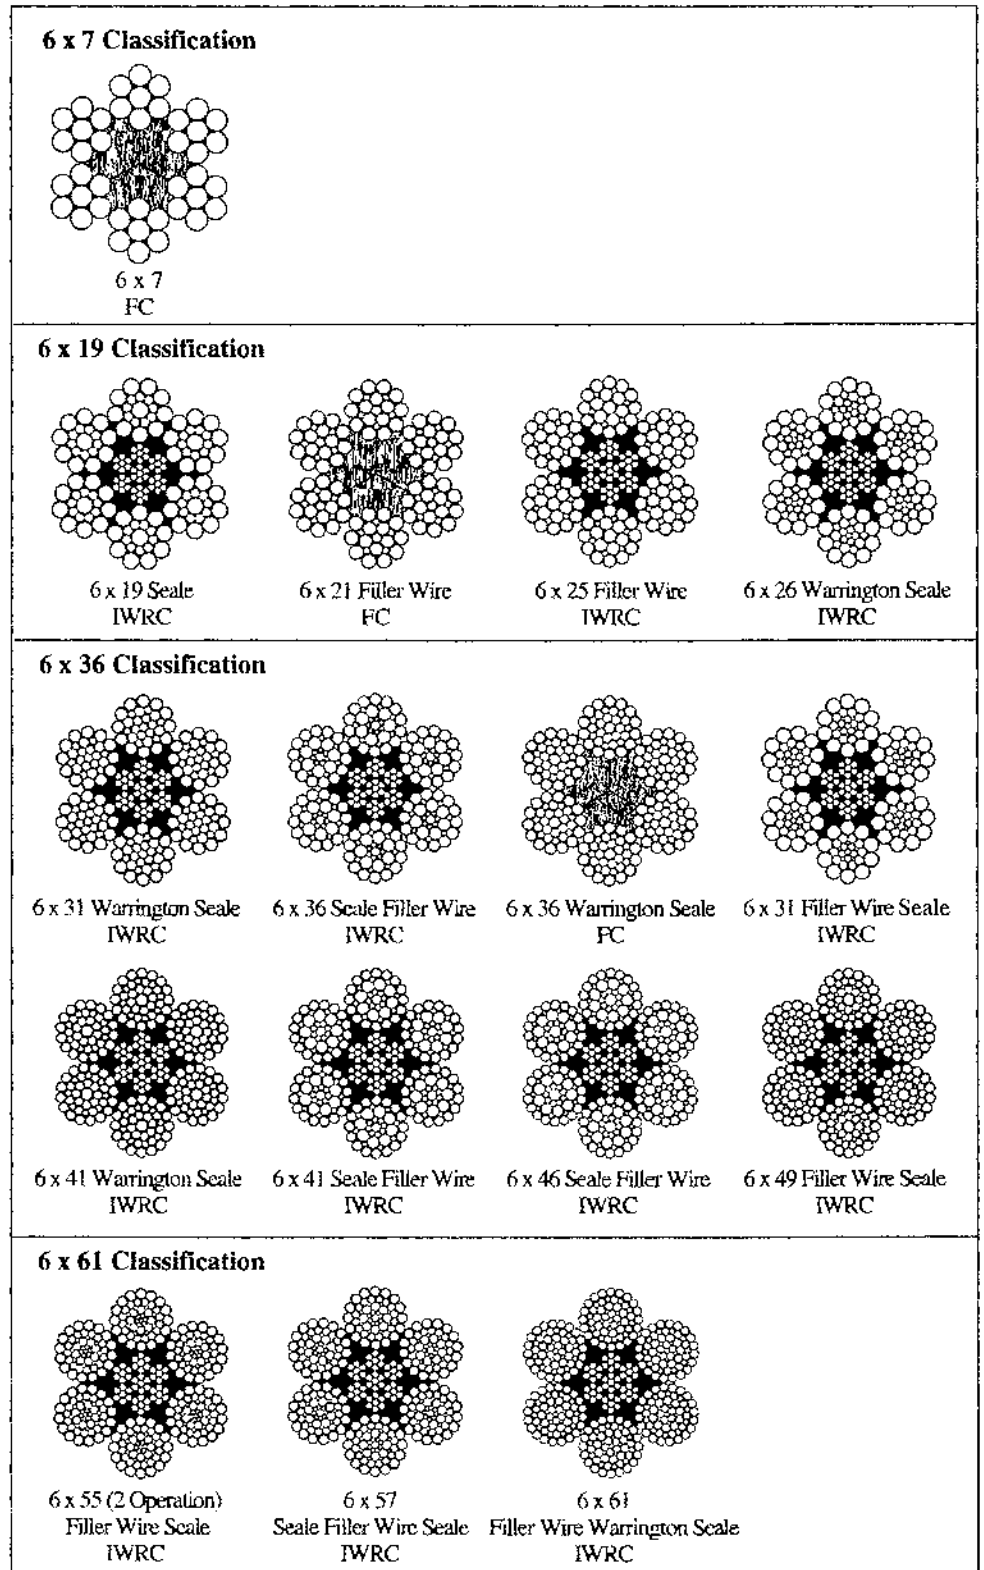 6 x 7 Classification
6 x 7
FC
6 x 19 Classification
6 x 19 Seale
IWRC
6 x 21 Filler Wire
FC
6 x 25 Filler Wire
IWRC
6 x 26 Warrington Seale
IWRC
6 x 36 Classification
6 x 31 Warrington Seale
IWRC
6 x 36 Seale Filler Wire
IWRC
6 x 36 Warrington Seale
FC
6 x 31 Filler Wire Seale
IWRC
6 x 41 Warrington Seale
IWRC
6 x 41 Seale Filler Wire
IWRC
6 x 46 Seale Filler Wire
IWRC
6 x 49 Filler Wire Seale
IWRC
6 x 61 Classification
6 x 55 (2 Operation)
Filler Wire Seale
IWRC
6 x 57
Seale Filler Wire Seale
IWRC
6 x 61
Filler Wire Warrington Seale
IWRC